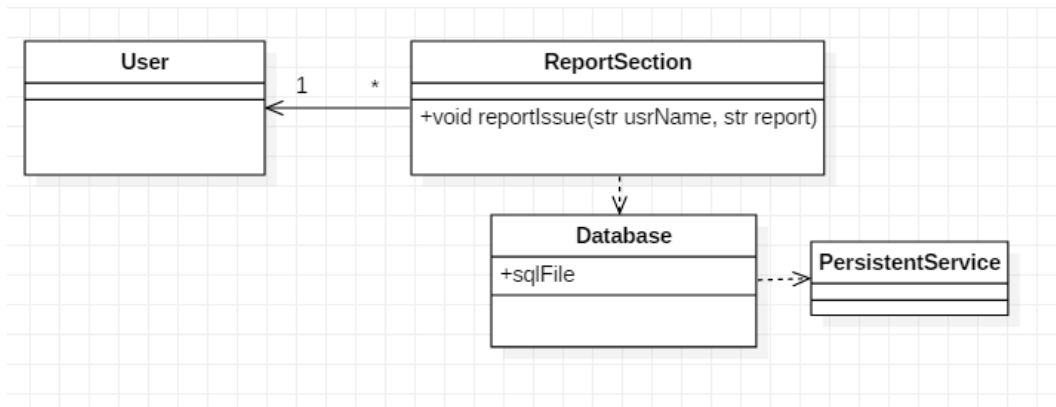 User
ReportSection
1
*
+void reportIssue(str usrName, str report)
Database
+sqlFile
PersistentService